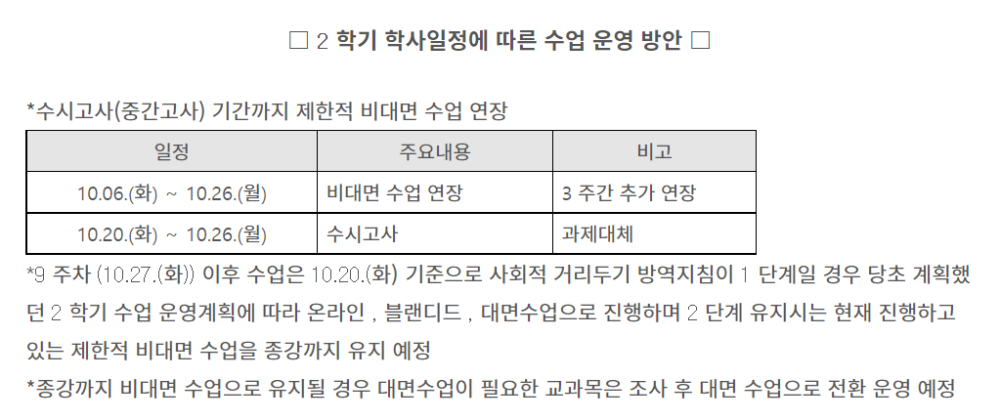 □ 2 학기 학사일정에 따른 수업 운영 방안 □
*수시고사(중간고사) 기간까지 제한적 비대면 수업 연장
일정 주요내용 비고
10.06.(화) ~ 10.26.(월) 비대면 수업 연장 3 주간 추가 연장
10.20.(화) ~ 10.26.(월) 수시고사 과제대체
*9 주차 (10.27.(화)) 이후 수업은 10.20.(화) 기준으로 사회적 거리두기 방역지침이 1 단계일 경우 당초 계획했
던 2 학기 수업 운영계획에 따라 온라인 , 블랜디드 , 대면수업으로 진행하며 2 단계 유지시는 현재 진행하고
있는 제한적 비대면 수업을 종강까지 유지 예정
*종강까지 비대면 수업으로 유지될 경우 대면수업이 필요한 교과목은 조사 후 대면 수업으로 전환 운영 예정